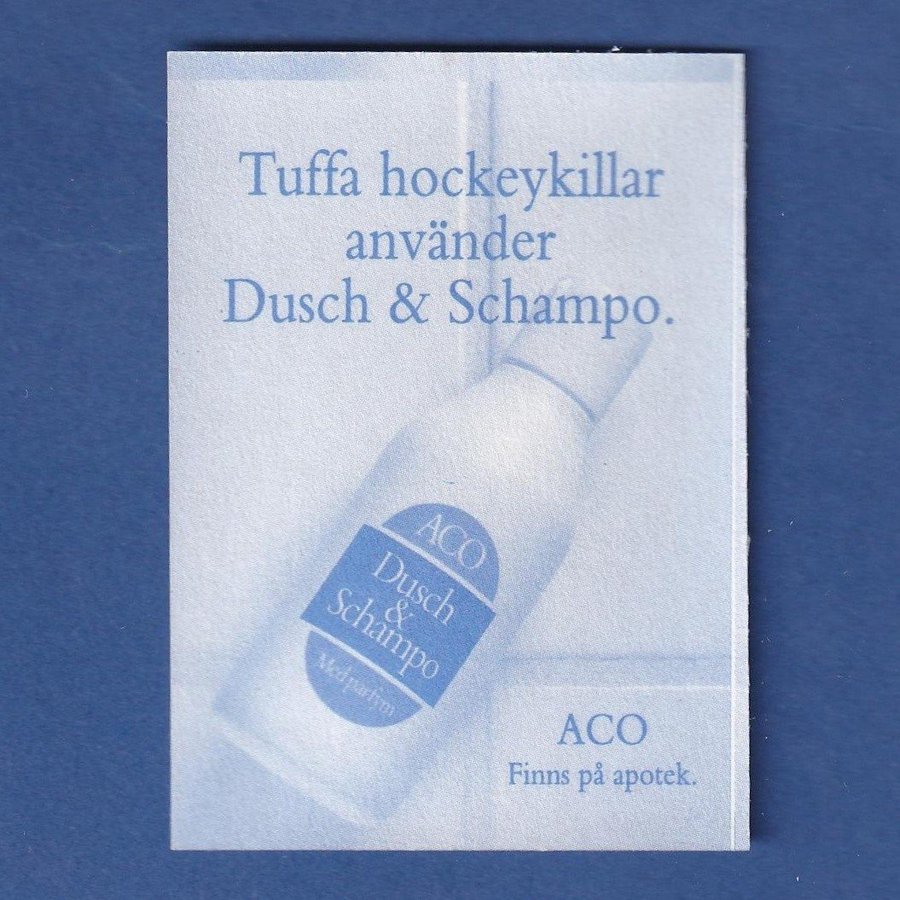 Tuffa hockeykillar
använder
Dusch & Schampo.
ACO
Dusch
&
Schampo
Med parfym
ACO
Finns på apotek.